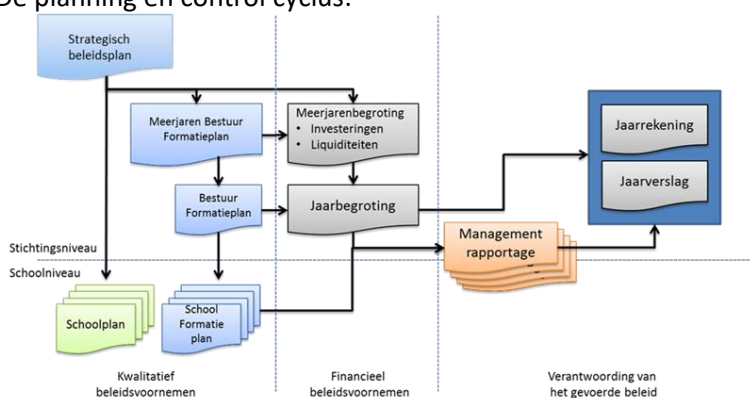 De planning en control cyclus:
Strategisch
beleidsplan
Meerjaren Bestuur
Formatieplan
Meerjarenbegroting
• Investeringen
• Liquiditeiten
Jaarrekening
Jaarverslag
Bestuur
Formatieplan
Jaarbegroting
Management
rapportage
Stichtingsniveau
Schoolniveau
Schoolplan
School
Formatie
plan
Kwalitatief
beleidsvoornemen
Financieel
beleidsvoornemen
Verantwoording van
het gevoerde beleid